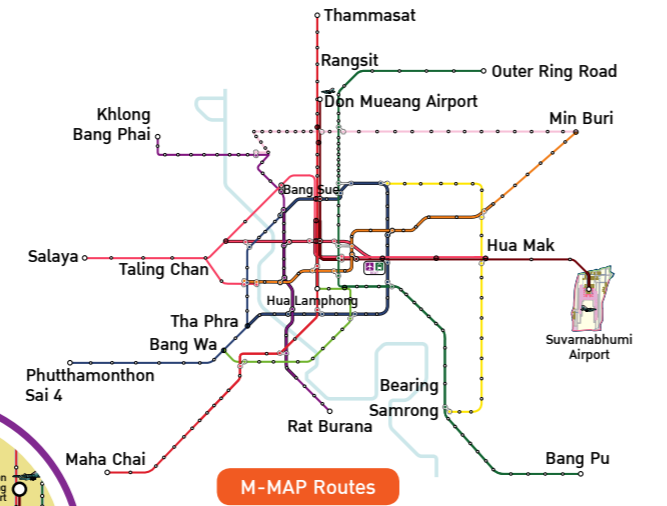 Thammasat
Rangsit
Outer Ring Road
Don Mueang Airport
Khlong
Bang Phai
Min Buri
Bang Sue
Salaya
Taling Chan
Hua Mak
Hua Lamphong
Tha Phra
Bang Wa
Suvarnabhumi
Airport
Phutthamonthon
Sai 4
Bearing
Samrong
Rat Burana
Maha Chai
Bang Pu
M-MAP Routes